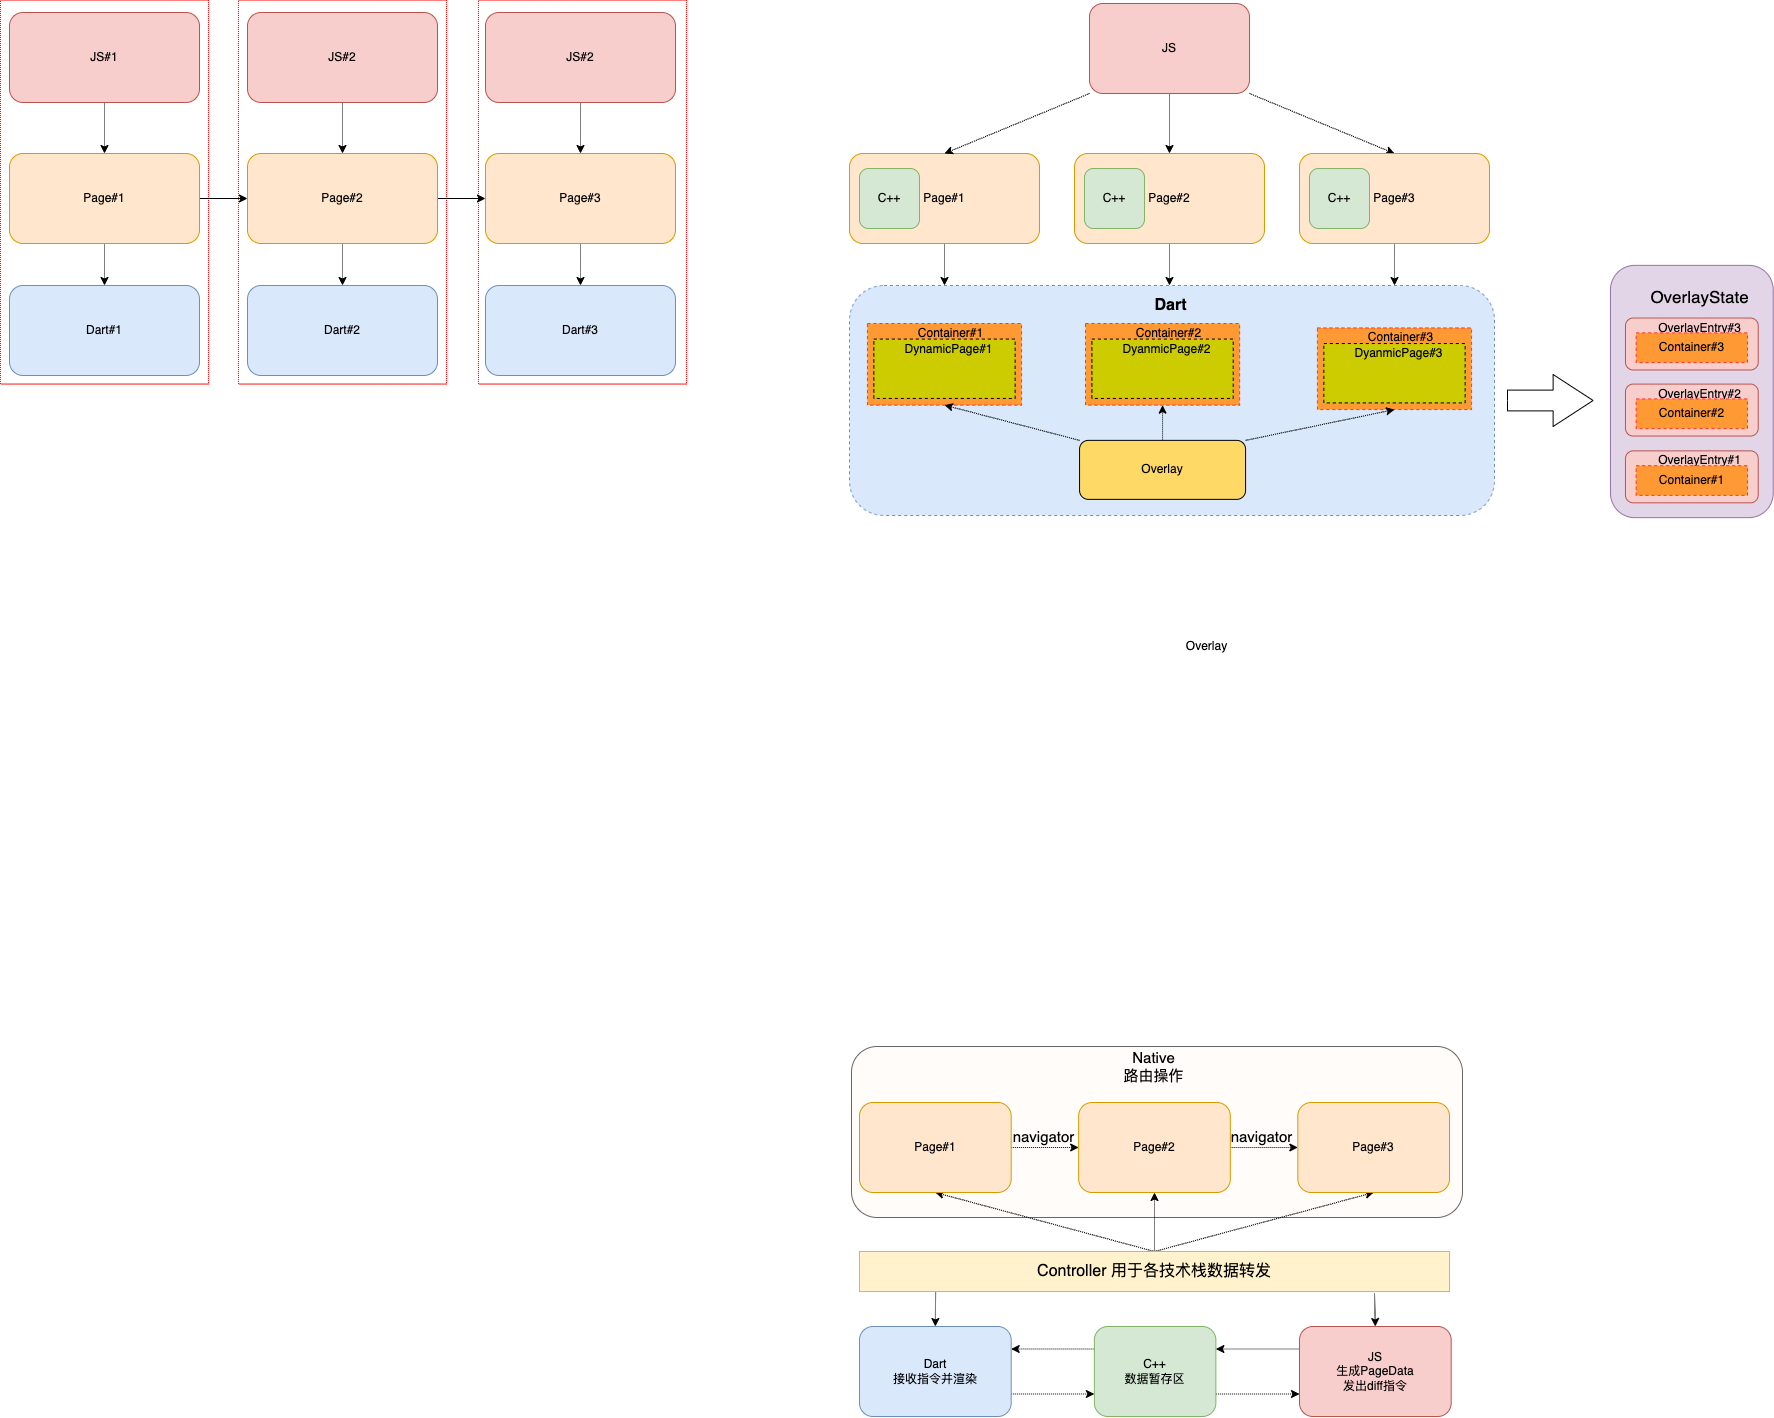 JS#1
JS#2
JS#2
Page#1
Page#2
Page#3
Dart#1
Dart#2
Dart#3
JS
C++
Page#1
C++
Page#2
C++
Page#3
Dart
Container#1
DynamicPage#1
Container#2
DyanmicPage#2
Container#3
DyanmicPage#3
Overlay
OverlayState
OverlayEntry#3
Container#3
OverlayEntry#2
Container#2
OverlayEntry#1
Container#1
Overlay
Native
路由操作
Page#1
navigator
Page#2
navigator
Page#3
Controller 用于各技术栈数据转发
Dart
接收指令并渲染
C++
数据暂存区
JS
生成PageData
发出diff指令